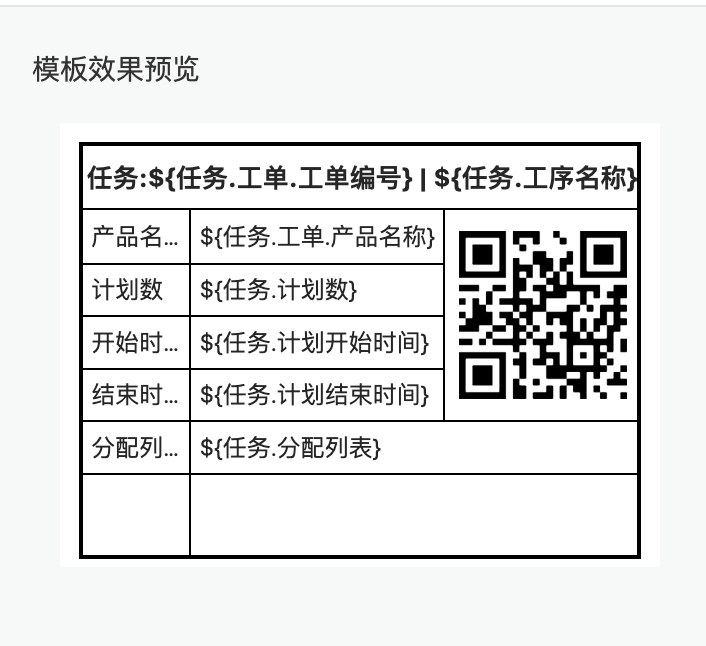 模板效果预览
任务:${任务.工单.工单编号} | ${任务.工序名称}
产品名... ${任务.工单.产品名称}
计划数 ${任务.计划数}
开始时... ${任务.计划开始时间}
结束时... ${任务.计划结束时间}
分配列... ${任务.分配列表}